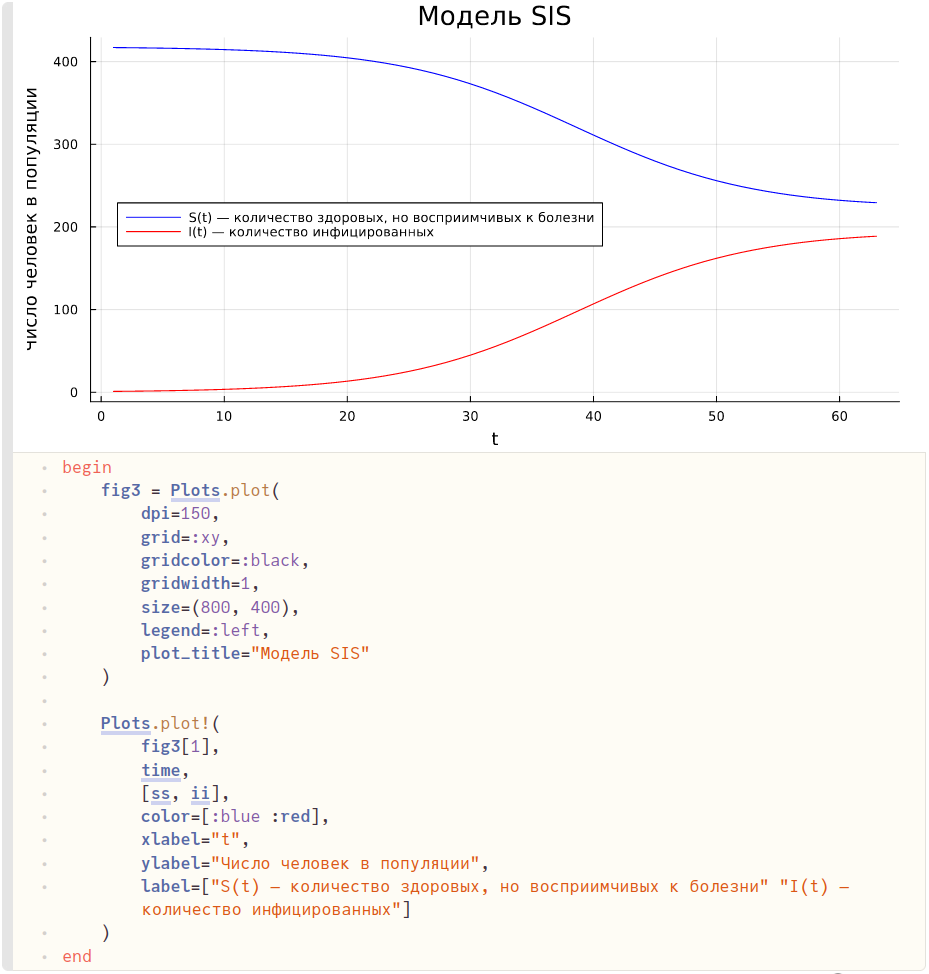 Модель SIS
число человек в популяции
400
300
200
100
0
S(t) — количество здоровых, но восприимчивых к болезни
I(t) — количество инфицированных
0 10 20 30 40 50 60
t
begin
fig3 = Plots.plot(
dpi=150,
grid=:xy,
gridcolor=:black,
gridwidth=1,
size=(800, 400),
legend=:left,
plot_title="Модель SIS"
)
Plots.plot!(
fig3[1],
time,
[ss, ii],
color=[:blue :red],
xlabel="t",
ylabel="Число человек в популяции",
label=["S(t) — количество здоровых, но восприимчивых к болезни" "I(t) —
количество инфицированных"]
)
end